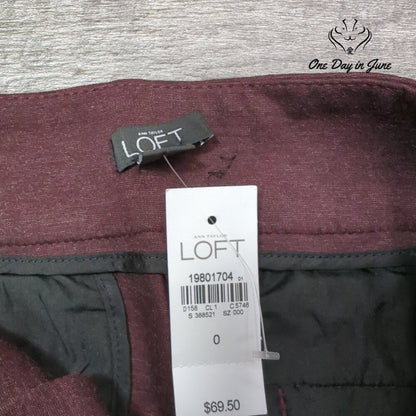 One Day in June
ANN TAYLOR
LOFT
ANN TAYLOR
LOFT
19801704 01
D156 CL1 C5746
S 388521 SZ 000
0
$69.50